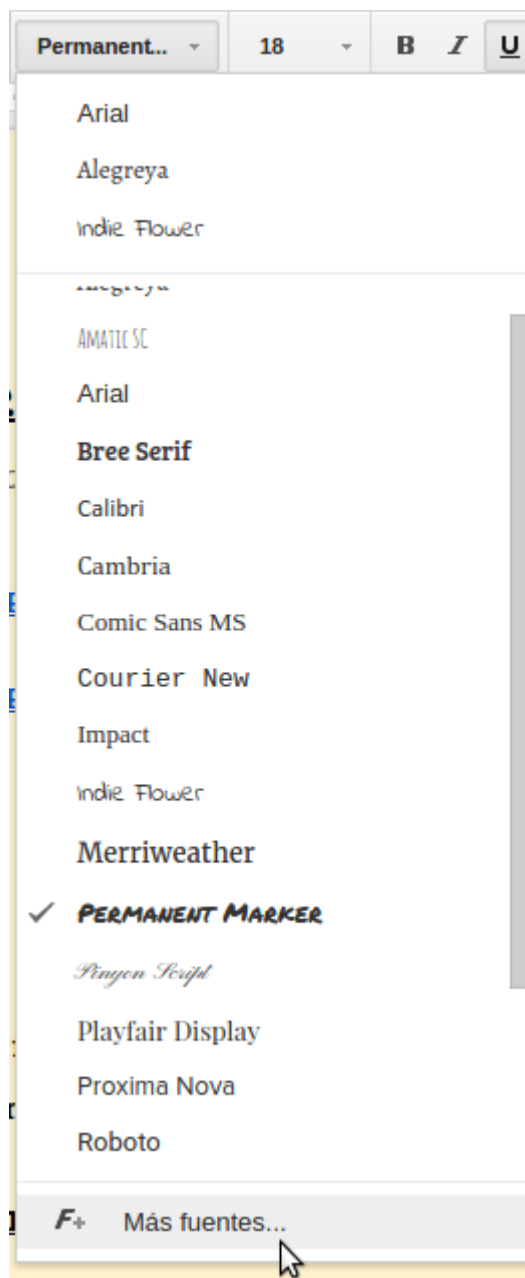 Permanent... 18 B I U
Arial
Alegreya
Indie Flower
Alegreya
Amatic SC
Arial
Bree Serif
Calibri
Cambria
Comic Sans MS
Courier New
Impact
Indie Flower
Merriweather
Permanent Marker
Pinyon Script
Playfair Display
Proxima Nova
Roboto
F+ Más fuentes...